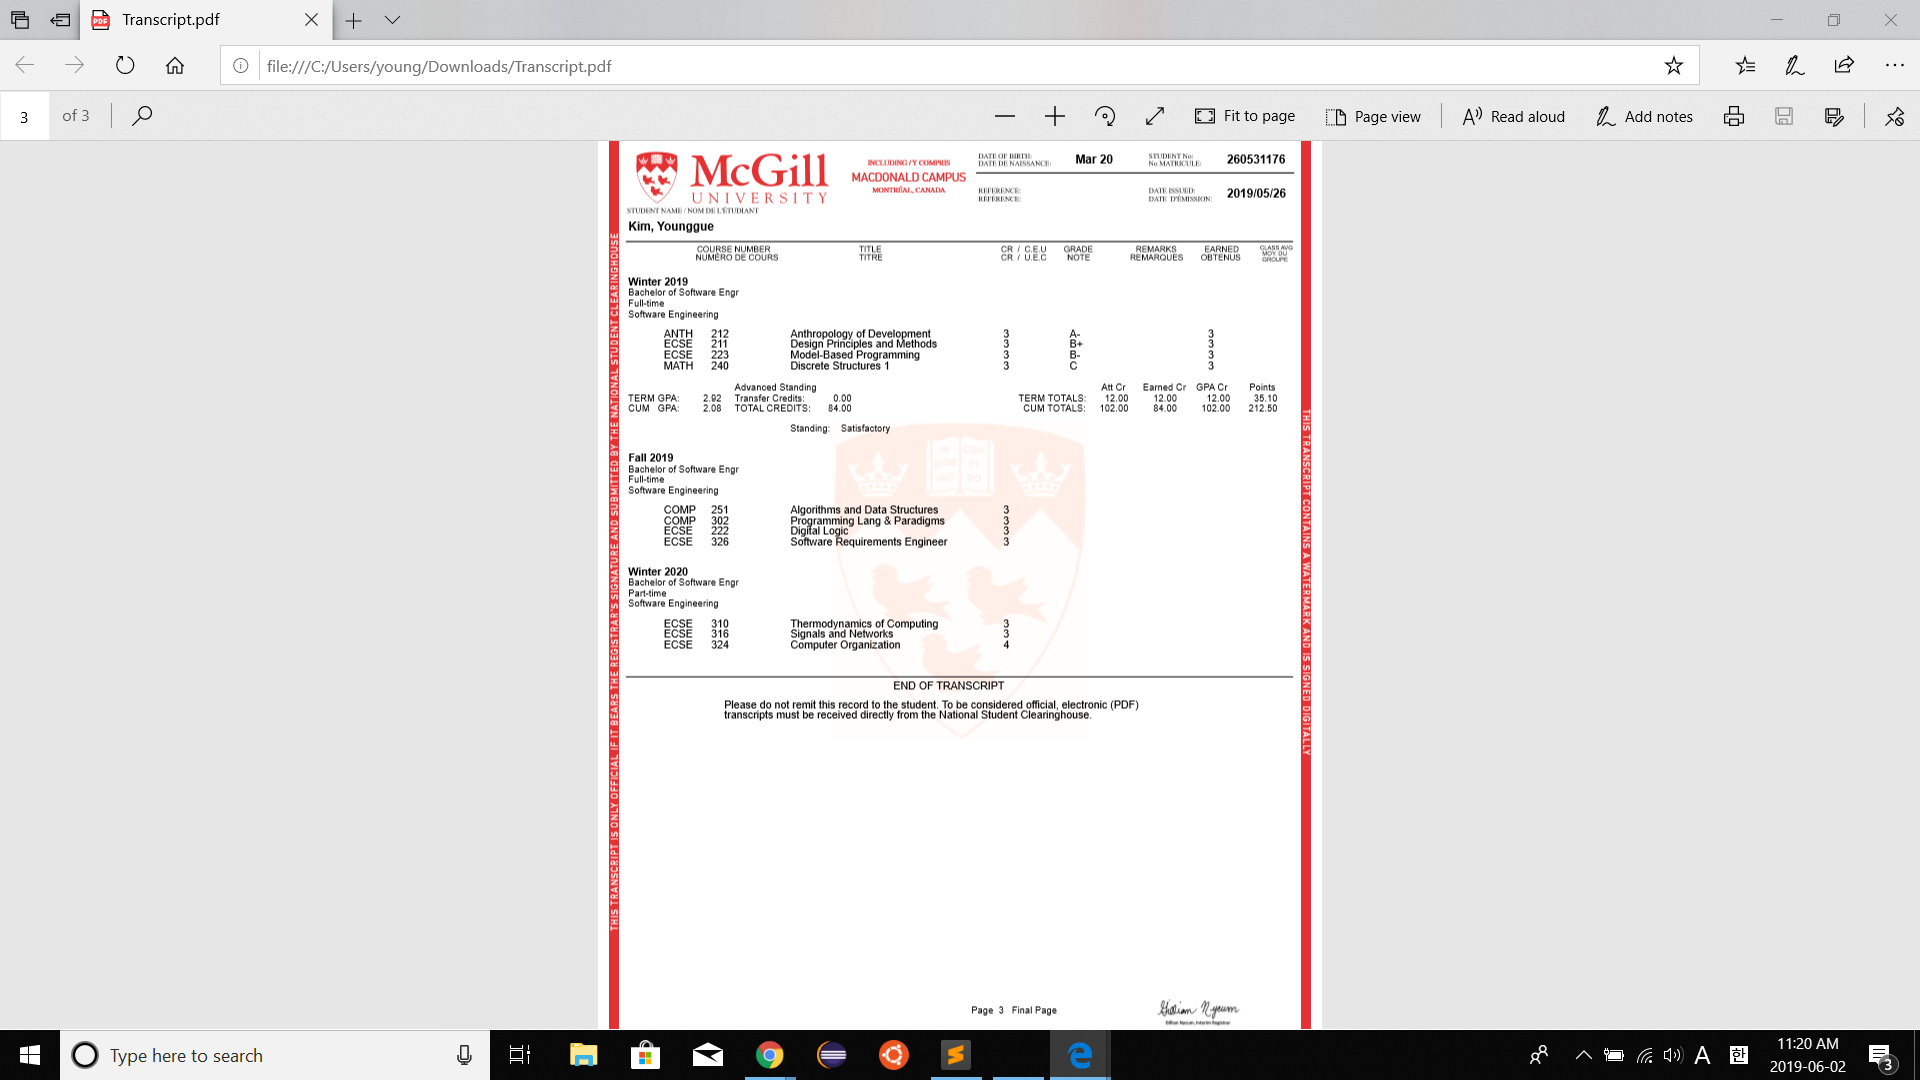 Transcript.pdf
file:///C:/Users/young/Downloads/Transcript.pdf
3 of 3 Fit to page Page view Read aloud Add notes
McGill
UNIVERSITY
INCLUDING / Y COMPRIS
MACDONALD CAMPUS
MONTRÉAL, CANADA
DATE OF BIRTH:
DATE DE NAISSANCE:
Mar 20
STUDENT No:
No MATRICULE:
260531176
REFERENCE:
RÉFÉRENCE:
DATE ISSUED:
DATE D'ÉMISSION:
2019/05/26
STUDENT NAME / NOM DE L'ÉTUDIANT
Kim, Younggue
COURSE NUMBER TITLE CR / C.E.U GRADE REMARKS EARNED CLASS AVG
NUMÉRO DE COURS TITRE CR / U.E.C NOTE REMARQUES OBTENUS MOY. DU
GROUPE
Winter 2019
Bachelor of Software Engr
Full-time
Software Engineering
ANTH 212 Anthropology of Development 3 A- 3
ECSE 211 Design Principles and Methods 3 B+ 3
ECSE 223 Model-Based Programming 3 B- 3
MATH 240 Discrete Structures 1 3 C 3
Advanced Standing Att Cr Earned Cr GPA Cr Points
TERM GPA: 2.92 Transfer Credits: 0.00 TERM TOTALS: 12.00 12.00 12.00 35.10
CUM GPA: 2.08 TOTAL CREDITS: 84.00 CUM TOTALS: 102.00 84.00 102.00 212.50
Standing: Satisfactory
Fall 2019
Bachelor of Software Engr
Full-time
Software Engineering
COMP 251 Algorithms and Data Structures 3
COMP 302 Programming Lang & Paradigms 3
ECSE 222 Digital Logic 3
ECSE 326 Software Requirements Engineer 3
Winter 2020
Bachelor of Software Engr
Part-time
Software Engineering
ECSE 310 Thermodynamics of Computing 3
ECSE 316 Signals and Networks 3
ECSE 324 Computer Organization 4
END OF TRANSCRIPT
Please do not remit this record to the student. To be considered official, electronic (PDF)
transcripts must be received directly from the National Student Clearinghouse.
THIS TRANSCRIPT IS ONLY OFFICIAL IF IT BEARS THE REGISTRAR'S SIGNATURE AND SUBMITTED BY THE NATIONAL STUDENT CLEARINGHOUSE
THIS TRANSCRIPT CONTAINS A WATERMARK AND IS SIGNED DIGITALLY
Page 3 Final Page
Gillian Nycum
Gillian Nycum, Interim Registrar
Type here to search
A 한 11:20 AM
2019-06-02
3